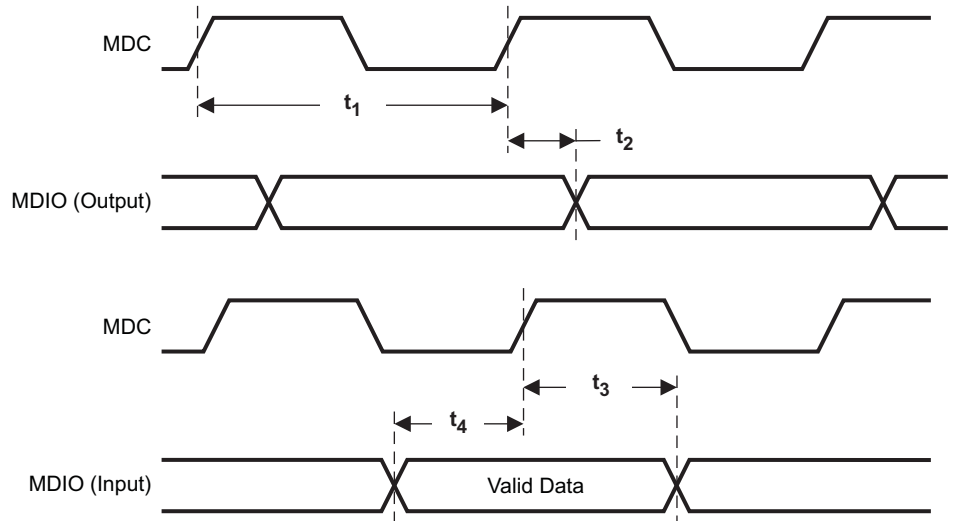 MDC
t1
t2
MDIO (Output)
MDC
t3
t4
MDIO (Input)
Valid Data